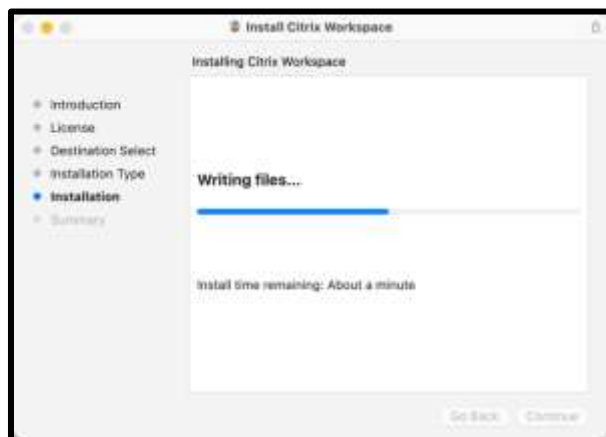 Install Citrix Workspace
Installing Citrix Workspace
Introduction
License
Destination Select
Installation Type
Installation
Summary
Writing files...
Install time remaining: About a minute
Go Back Continue